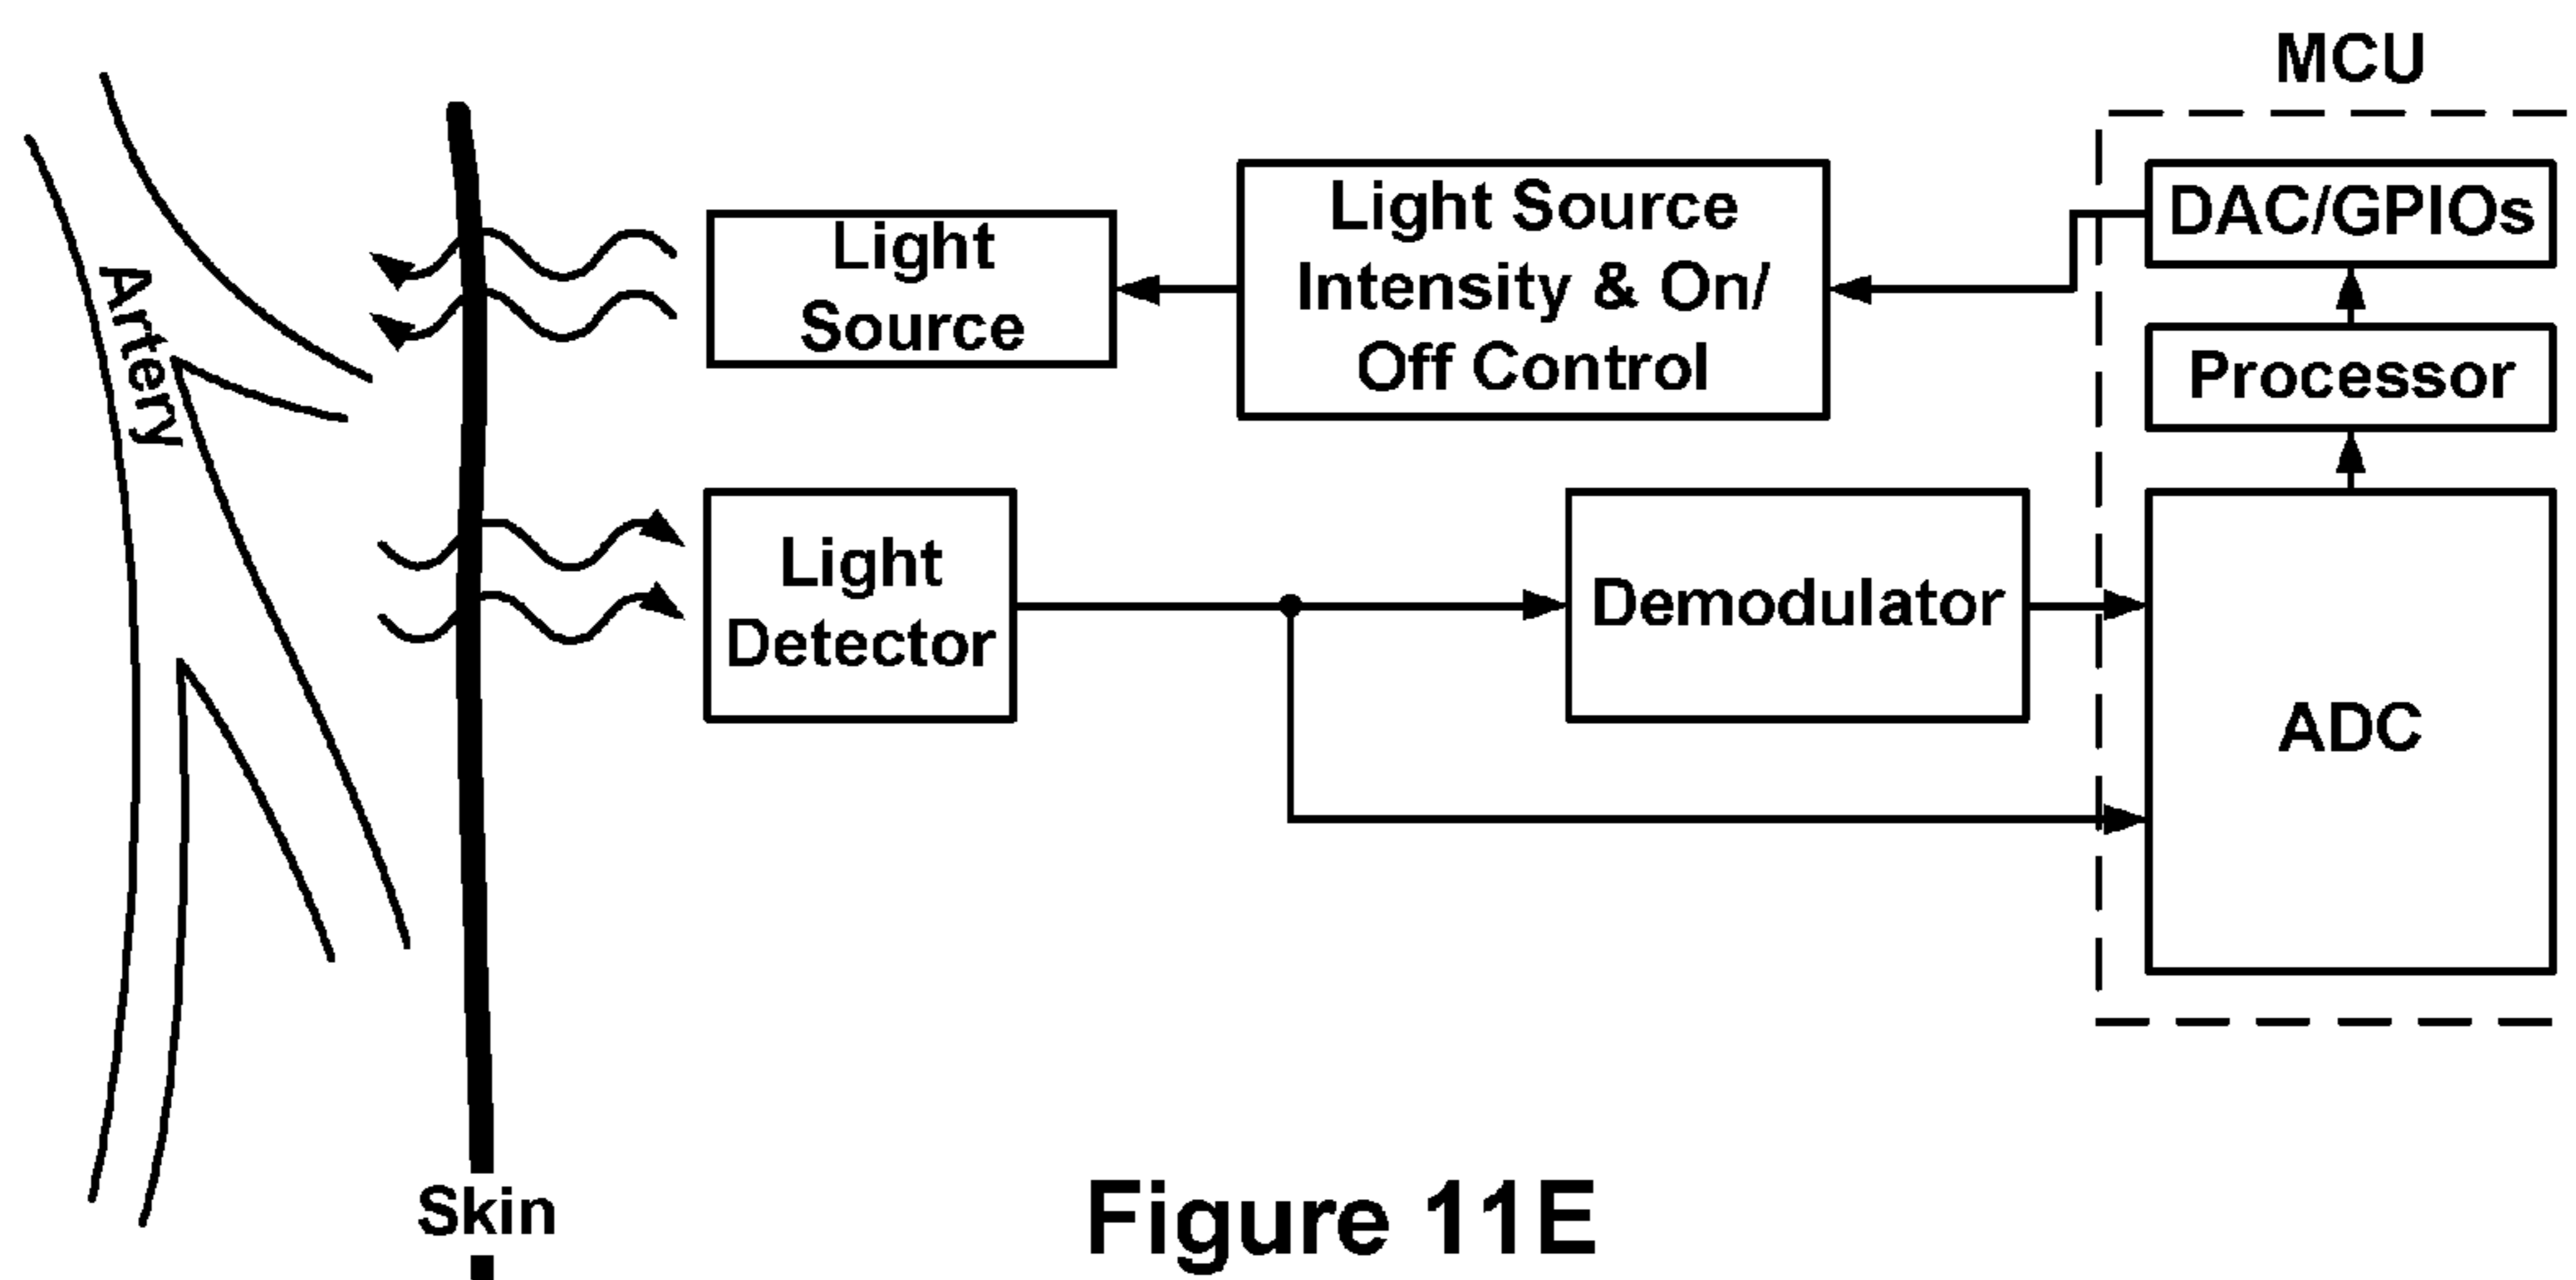 MCU
Light Source
Intensity & On/
Off Control
DAC/GPIOs
Light
Source
Artery
Processor
Light
Detector
Demodulator
ADC
Skin
Figure 11E